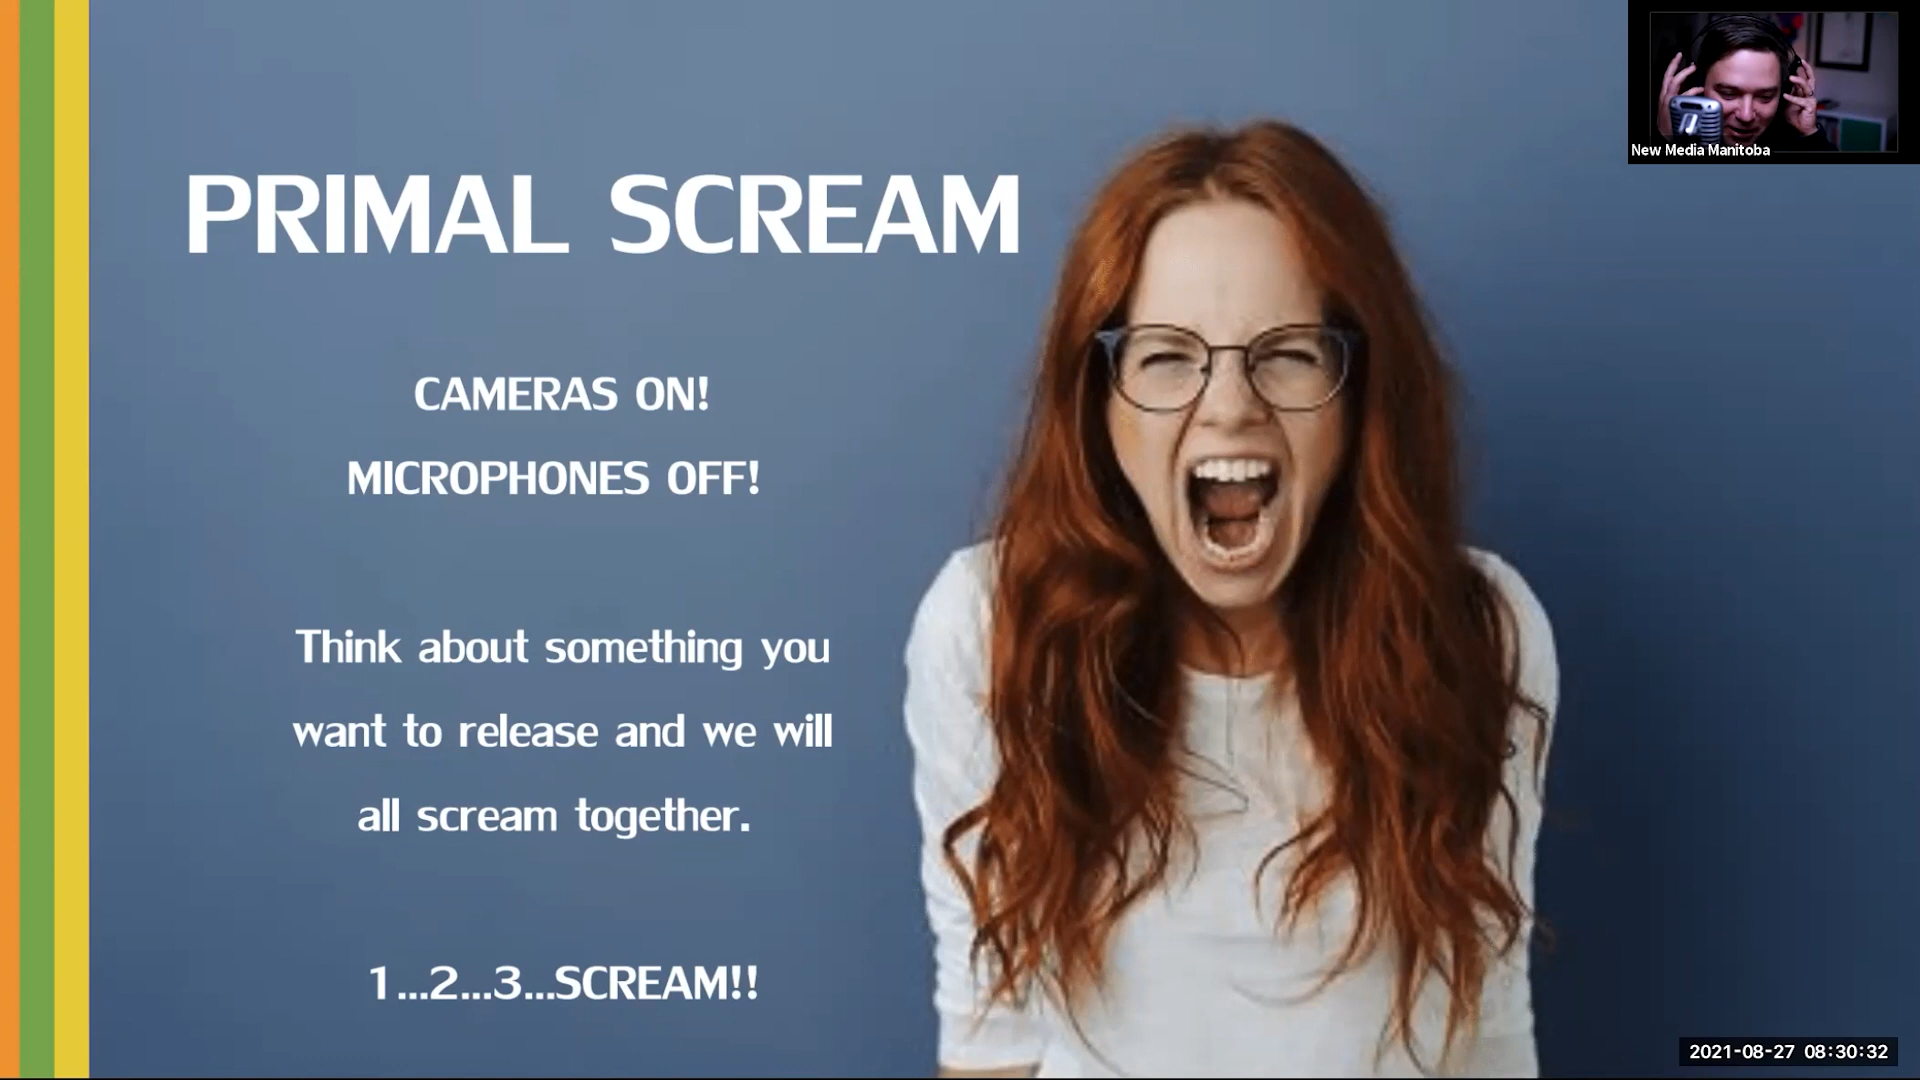 New Media Manitoba
PRIMAL SCREAM
CAMERAS ON!
MICROPHONES OFF!
Think about something you
want to release and we will
all scream together.
1...2...3...SCREAM!!
2021-08-27 08:30:32